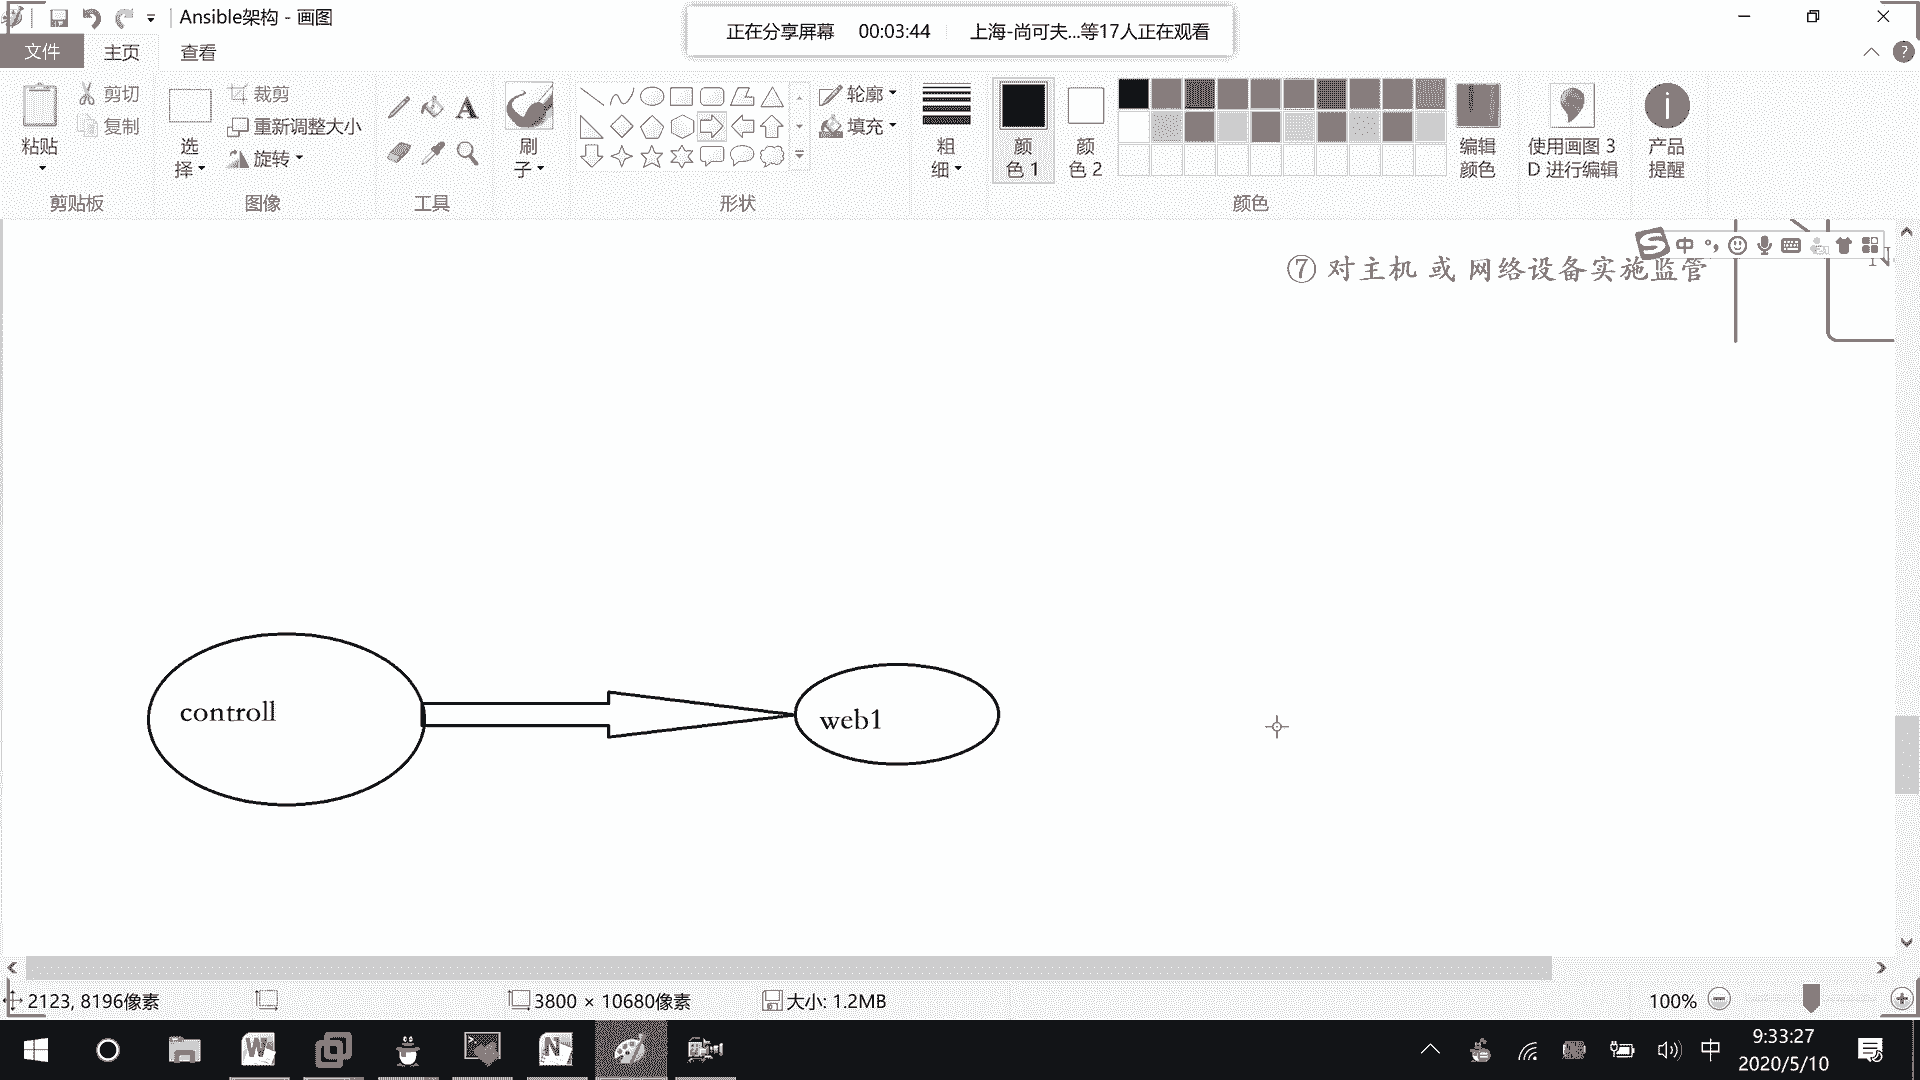 Ansible架构 - 画图
正在分享屏幕 00:03:44 上海-尚可夫...等17人正在观看
文件 主页 查看
粘贴
剪切
复制
剪贴板
选择
裁剪
重新调整大小
旋转
图像
A
工具
刷子
形状
轮廓
填充
粗细
颜色 1
颜色 2
颜色
编辑颜色
使用画图 3
D 进行编辑
产品提醒
中
⑦ 对主机 或 网络设备实施监管
controll
web1
2123, 8196像素
3800 × 10680像素
大小: 1.2MB
100%
中
9:33:27
2020/5/10